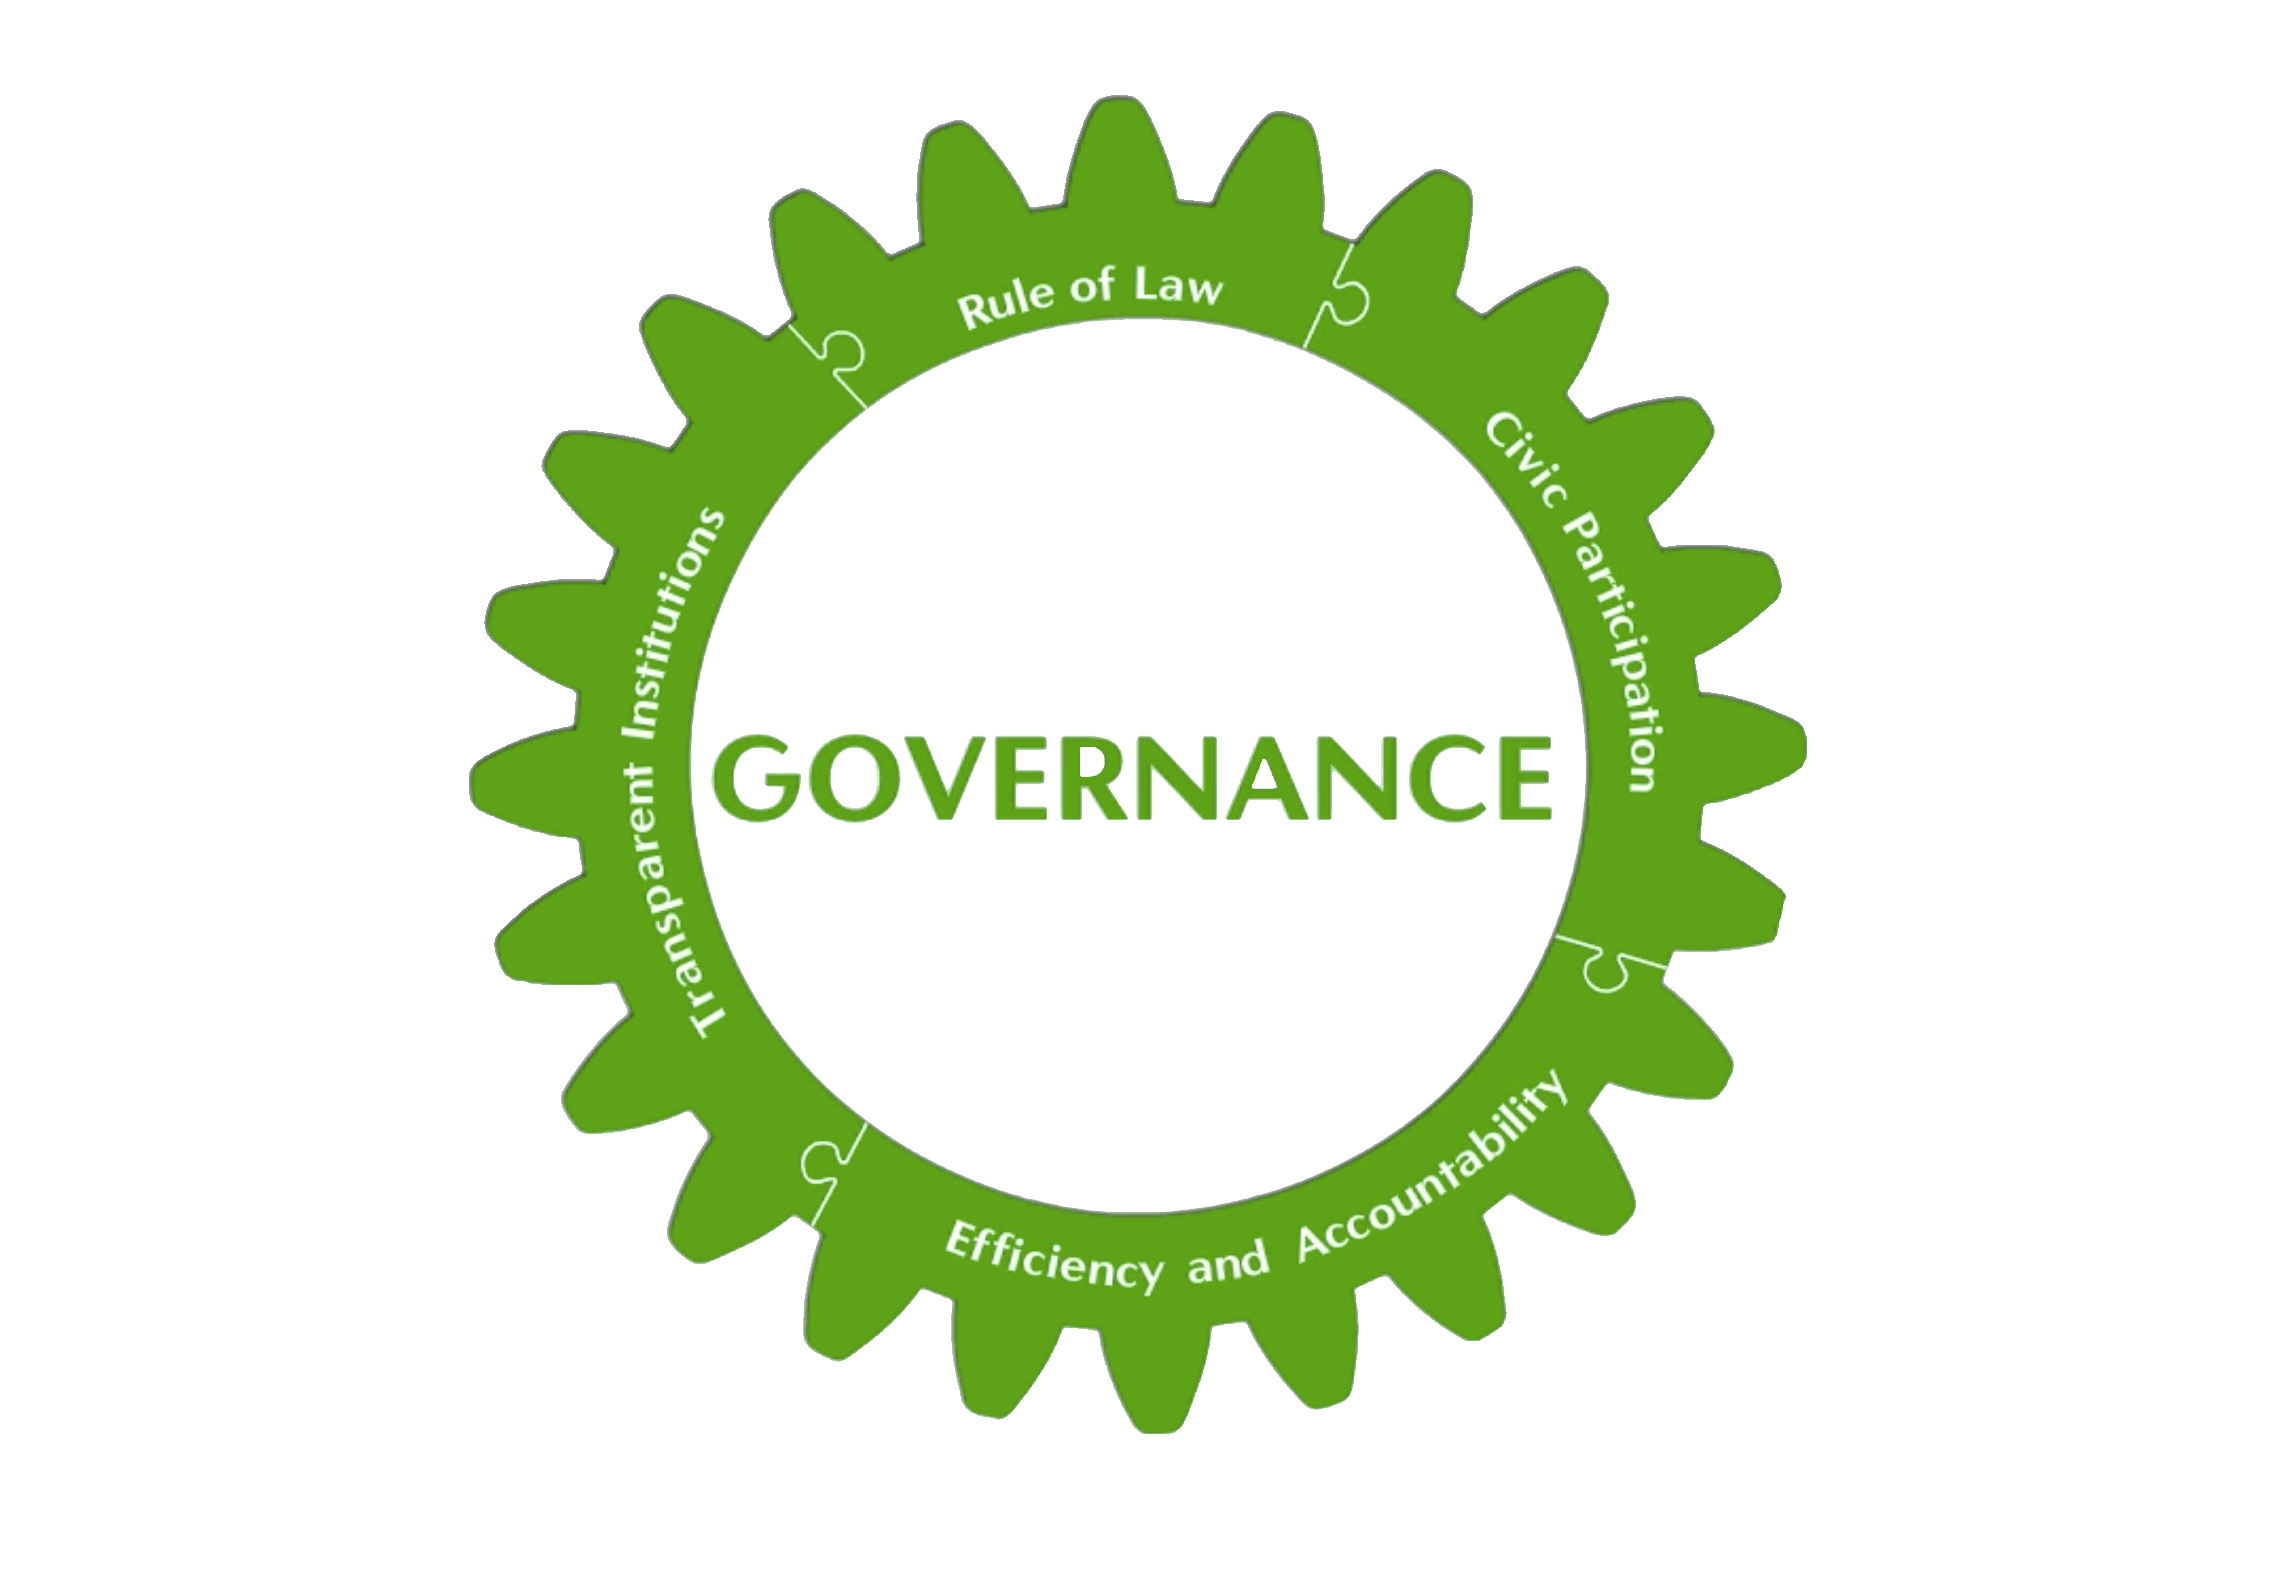 Rule of Law
Civic Participation
Transparent Institutions
GOVERNANCE
Efficiency and Accountability